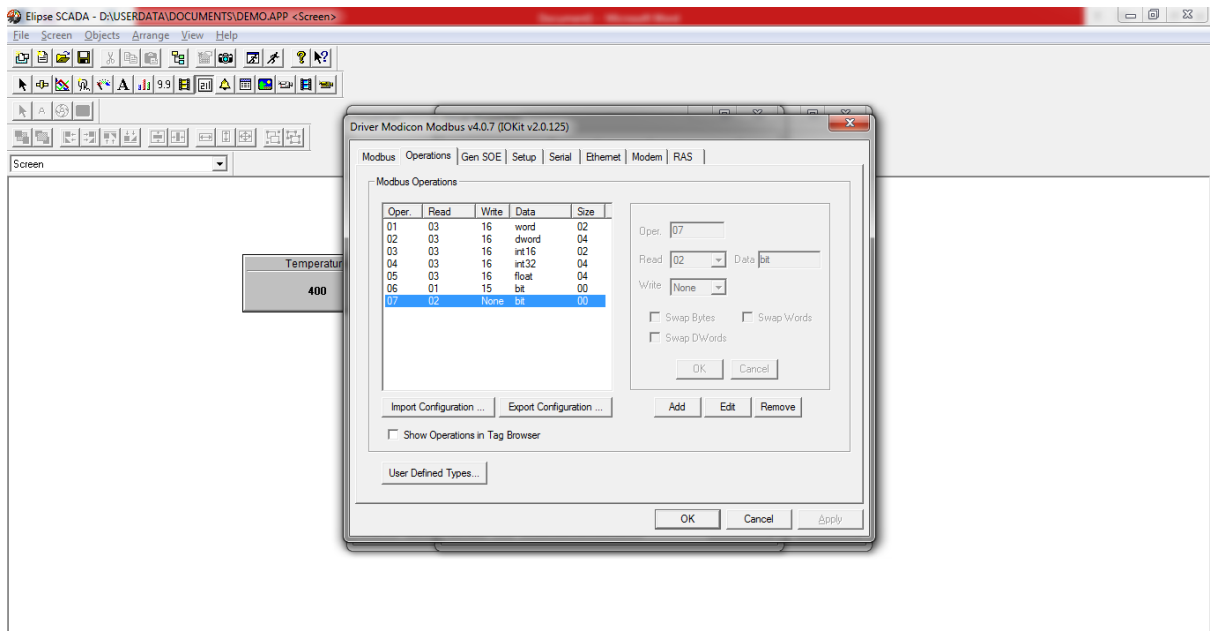 Elipse SCADA - D:\USERDATA\DOCUMENTS\DEMO.APP <Screen>
File Screen Objects Arrange View Help
A 9.9
A
Screen
Temperatur
400
Driver Modicon Modbus v4.0.7 (IOKit v2.0.125)
Modbus Operations Gen SOE Setup Serial Ethernet Modem RAS
Modbus Operations
Oper. Read Write Data Size
01 03 16 word 02
02 03 16 dword 04
03 03 16 int16 02
04 03 16 int32 04
05 03 16 float 04
06 01 15 bit 00
07 02 None bit 00
Oper. 07
Read 02 Data bit
Write None
Swap Bytes Swap Words
Swap DWords
OK Cancel
Import Configuration ... Export Configuration ... Add Edit Remove
Show Operations in Tag Browser
User Defined Types...
OK Cancel Apply